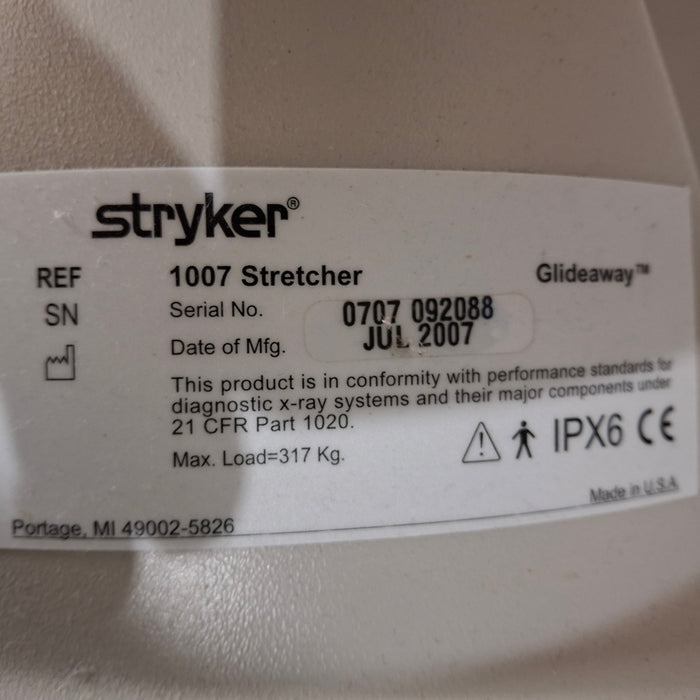 stryker®
REF 1007 Stretcher Glideaway™
SN Serial No. 0707 092088
Date of Mfg. JUL 2007
This product is in conformity with performance standards for
diagnostic x-ray systems and their major components under
21 CFR Part 1020.
Max. Load=317 Kg.
IPX6 CE
Made in U.S.A.
Portage, MI 49002-5826